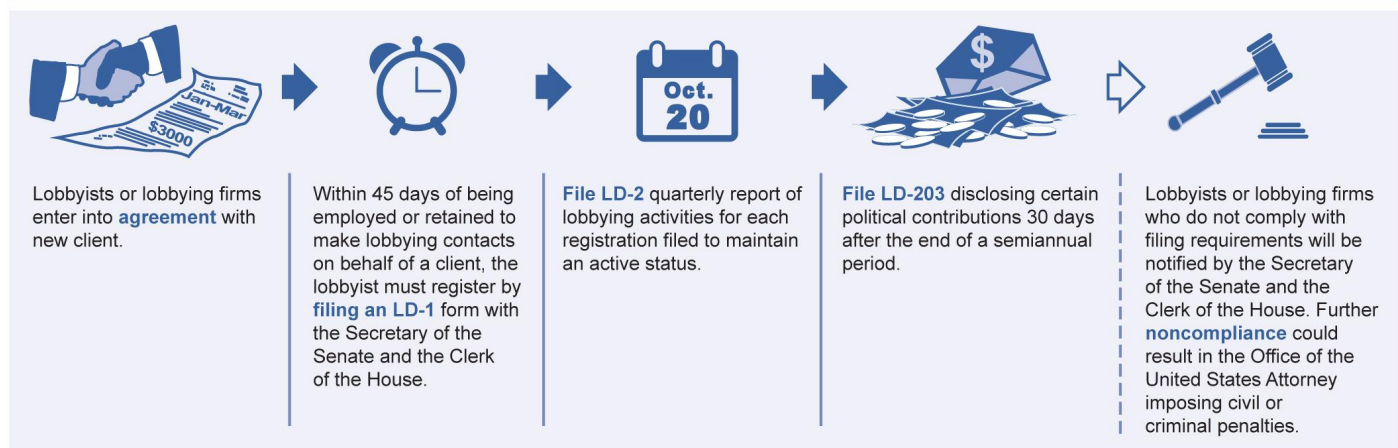 Jan-Mar
$3000
Oct.
20
$
Lobbyists or lobbying firms
enter into agreement with
new client.
Within 45 days of being
employed or retained to
make lobbying contacts
on behalf of a client, the
lobbyist must register by
filing an LD-1 form with
the Secretary of the
Senate and the Clerk
of the House.
File LD-2 quarterly report of
lobbying activities for each
registration filed to maintain
an active status.
File LD-203 disclosing certain
political contributions 30 days
after the end of a semiannual
period.
Lobbyists or lobbying firms
who do not comply with
filing requirements will be
notified by the Secretary
of the Senate and the
Clerk of the House. Further
noncompliance could
result in the Office of the
United States Attorney
imposing civil or
criminal penalties.